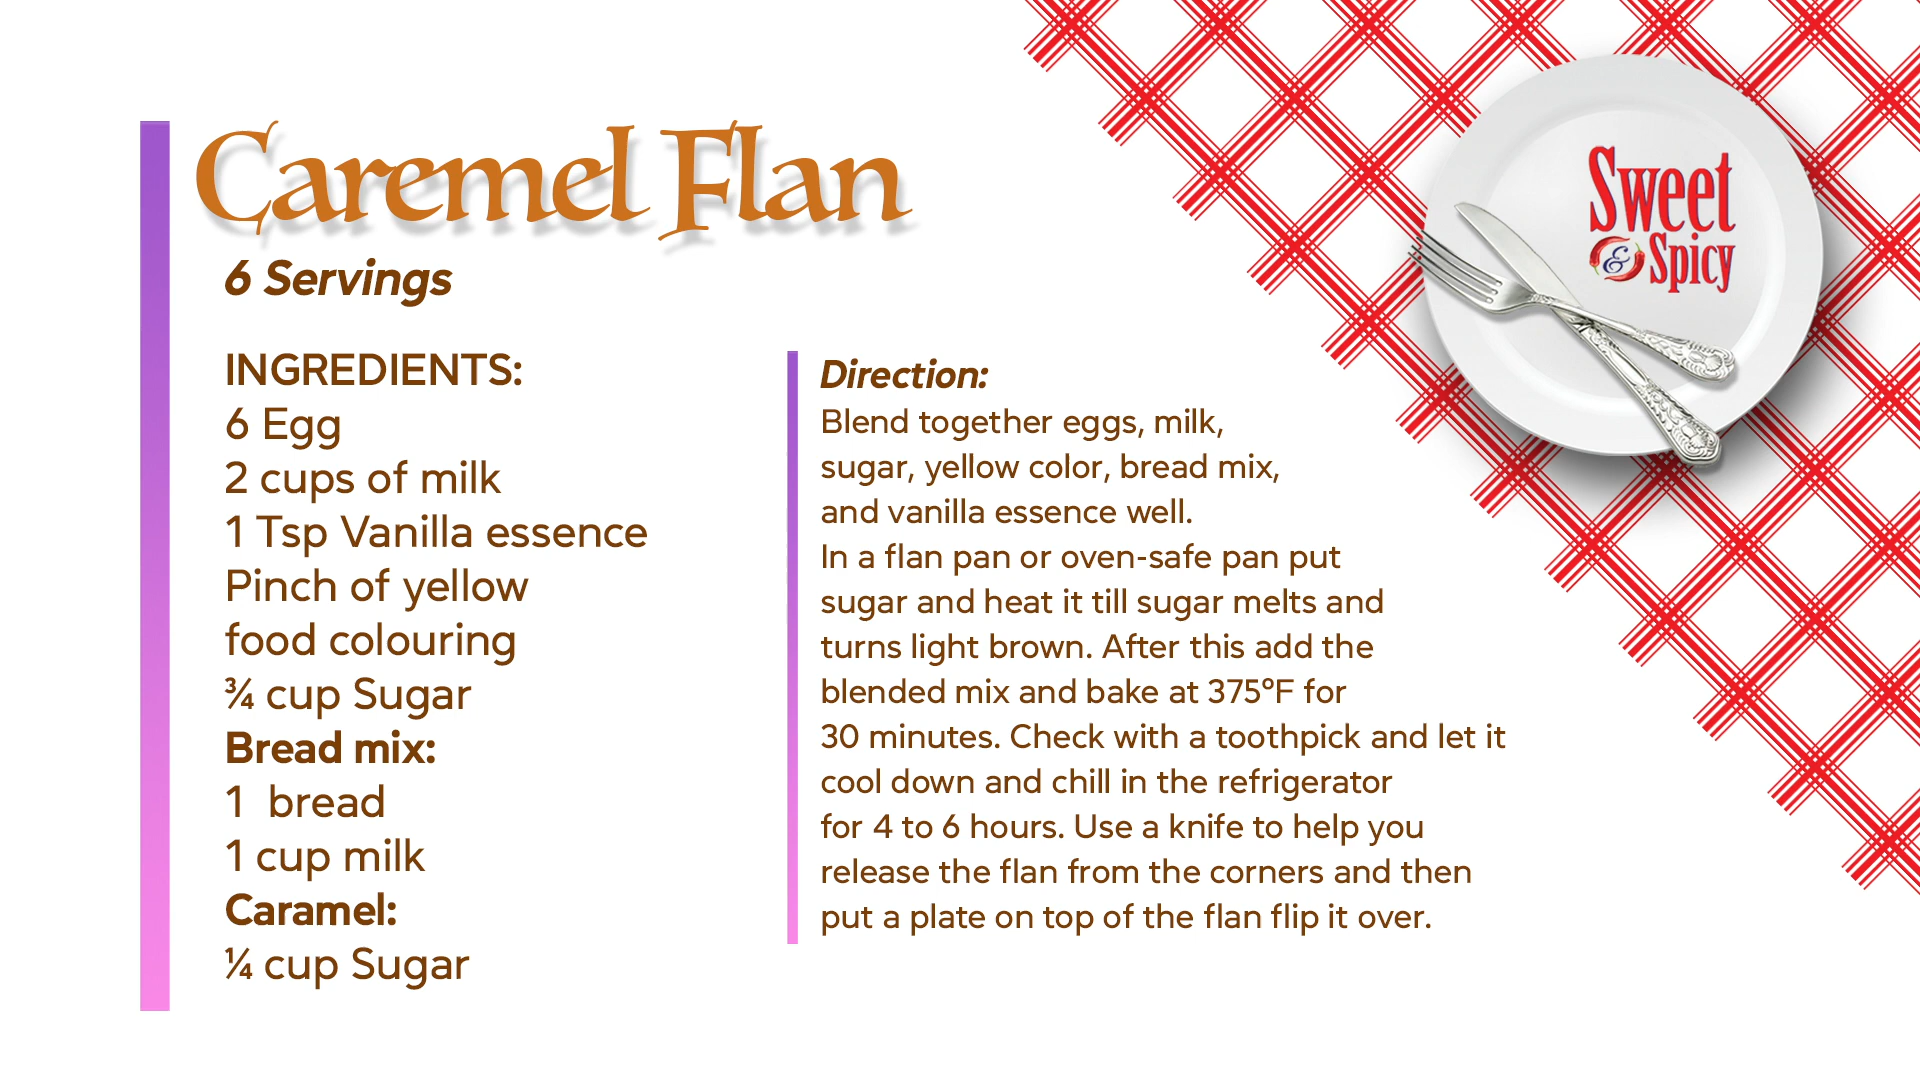 Caremel Flan
6 Servings
INGREDIENTS:
6 Egg
2 cups of milk
1 Tsp Vanilla essence
Pinch of yellow
food colouring
¾ cup Sugar
Bread mix:
1  bread
1 cup milk
Caramel:
¼ cup Sugar
Direction:
Blend together eggs, milk,
sugar, yellow color, bread mix,
and vanilla essence well.
In a flan pan or oven-safe pan put
sugar and heat it till sugar melts and
turns light brown. After this add the
blended mix and bake at 375ºF for
30 minutes. Check with a toothpick and let it
cool down and chill in the refrigerator
for 4 to 6 hours. Use a knife to help you
release the flan from the corners and then
put a plate on top of the flan flip it over.
Sweet
& Spicy